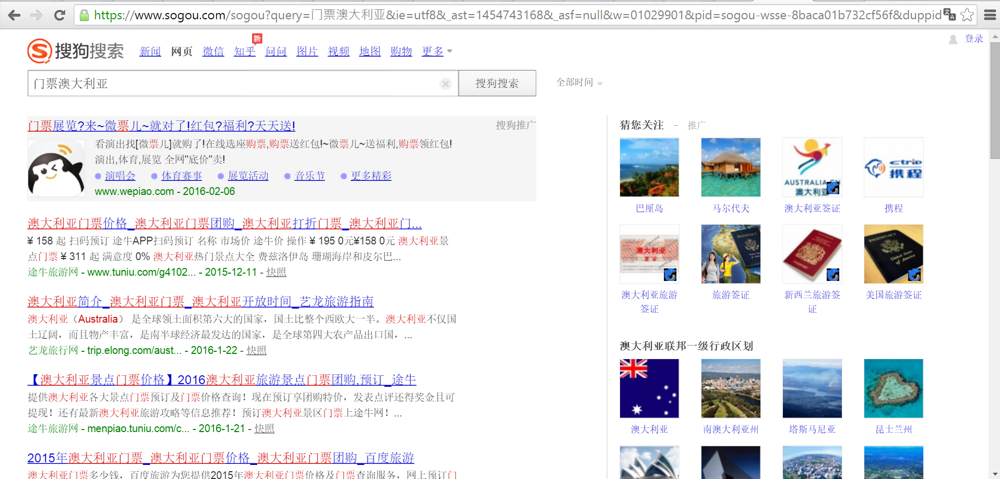 https://www.sogou.com/sogou?query=门票澳大利亚&ie=utf8&_ast=1454743168&_asf=null&w=01029901&pid=sogou-wsse-8baca01b732cf56f&duppid
登录
搜狗搜索 新闻 网页 微信 知乎 新 问问 图片 视频 地图 购物 更多
门票澳大利亚 搜狗搜索 全部时间
门票展览?来~微票儿~就对了!红包?福利?天天送! 搜狗推广
看演出找[微票儿]就购了!在线选座购票,购票送红包!~微票儿~送福利,购票领红包!
演出,体育,展览 全网"底价"卖!
演唱会 体育赛事 展览活动 音乐节 更多精彩
www.wepiao.com - 2016-02-06
澳大利亚门票价格_澳大利亚门票团购_澳大利亚打折门票_澳大利亚门...
¥ 158 起 扫码预订 途牛APP扫码预订 名称 市场价 途牛价 操作 ¥ 195 0元¥158 0元 澳大利亚景
点门票 ¥ 311 起 满意度 0% 澳大利亚热门景点大全 费兹洛伊岛 珊瑚海岸和皮尔巴...
途牛旅游网 - www.tuniu.com/g4102... - 2015-12-11 - 快照
澳大利亚简介_澳大利亚门票_澳大利亚开放时间_艺龙旅游指南
澳大利亚（Australia） 是全球领土面积第六大的国家，国土比整个西欧大一半。澳大利亚不仅国
土辽阔，而且物产丰富，是南半球经济最发达的国家，是全球第四大农产品出口国，...
艺龙旅行网 - trip.elong.com/aust... - 2016-1-22 - 快照
【澳大利亚景点门票价格】2016澳大利亚旅游景点门票团购,预订_途牛
提供澳大利亚各大景点门票预订及门票价格查询！现在预订享团购特价，发表点评还得奖金且可
提现！还有最新澳大利亚旅游攻略等信息推荐！预订澳大利亚景区门票上途牛网！...
途牛旅游网 - menpiao.tuniu.com/c... - 2016-1-21 - 快照
2015年澳大利亚门票_澳大利亚门票价格_澳大利亚门票团购_百度旅游
澳大利亚门票多少钱，百度旅游为您提供2015年澳大利亚门票价格及门票查询服务，网上预订门
猜您关注 - 推广
AUSTRALIA.CN
澳大利亚
ctrip
携程
巴厘岛 马尔代夫 澳大利亚签证 携程
澳大利亚
签证
PASSPORT
PASSPORT
PASSPORT
United States
of America
澳大利亚旅游 旅游签证 新西兰旅游签 美国旅游签证
签证 证
澳大利亚联邦一级行政区划
澳大利亚 南澳大利亚州 塔斯马尼亚 昆士兰州